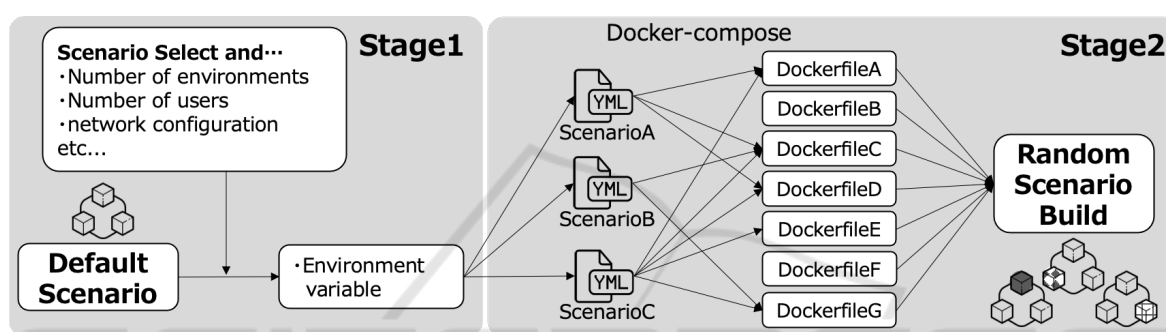 Stage1
Scenario Select and…
・Number of environments
・Number of users
・network configuration
etc...
Default
Scenario
・Environment
variable
Stage2
Docker-compose
YML
ScenarioA
YML
ScenarioB
YML
ScenarioC
DockerfileA
DockerfileB
DockerfileC
DockerfileD
DockerfileE
DockerfileF
DockerfileG
Random
Scenario
Build